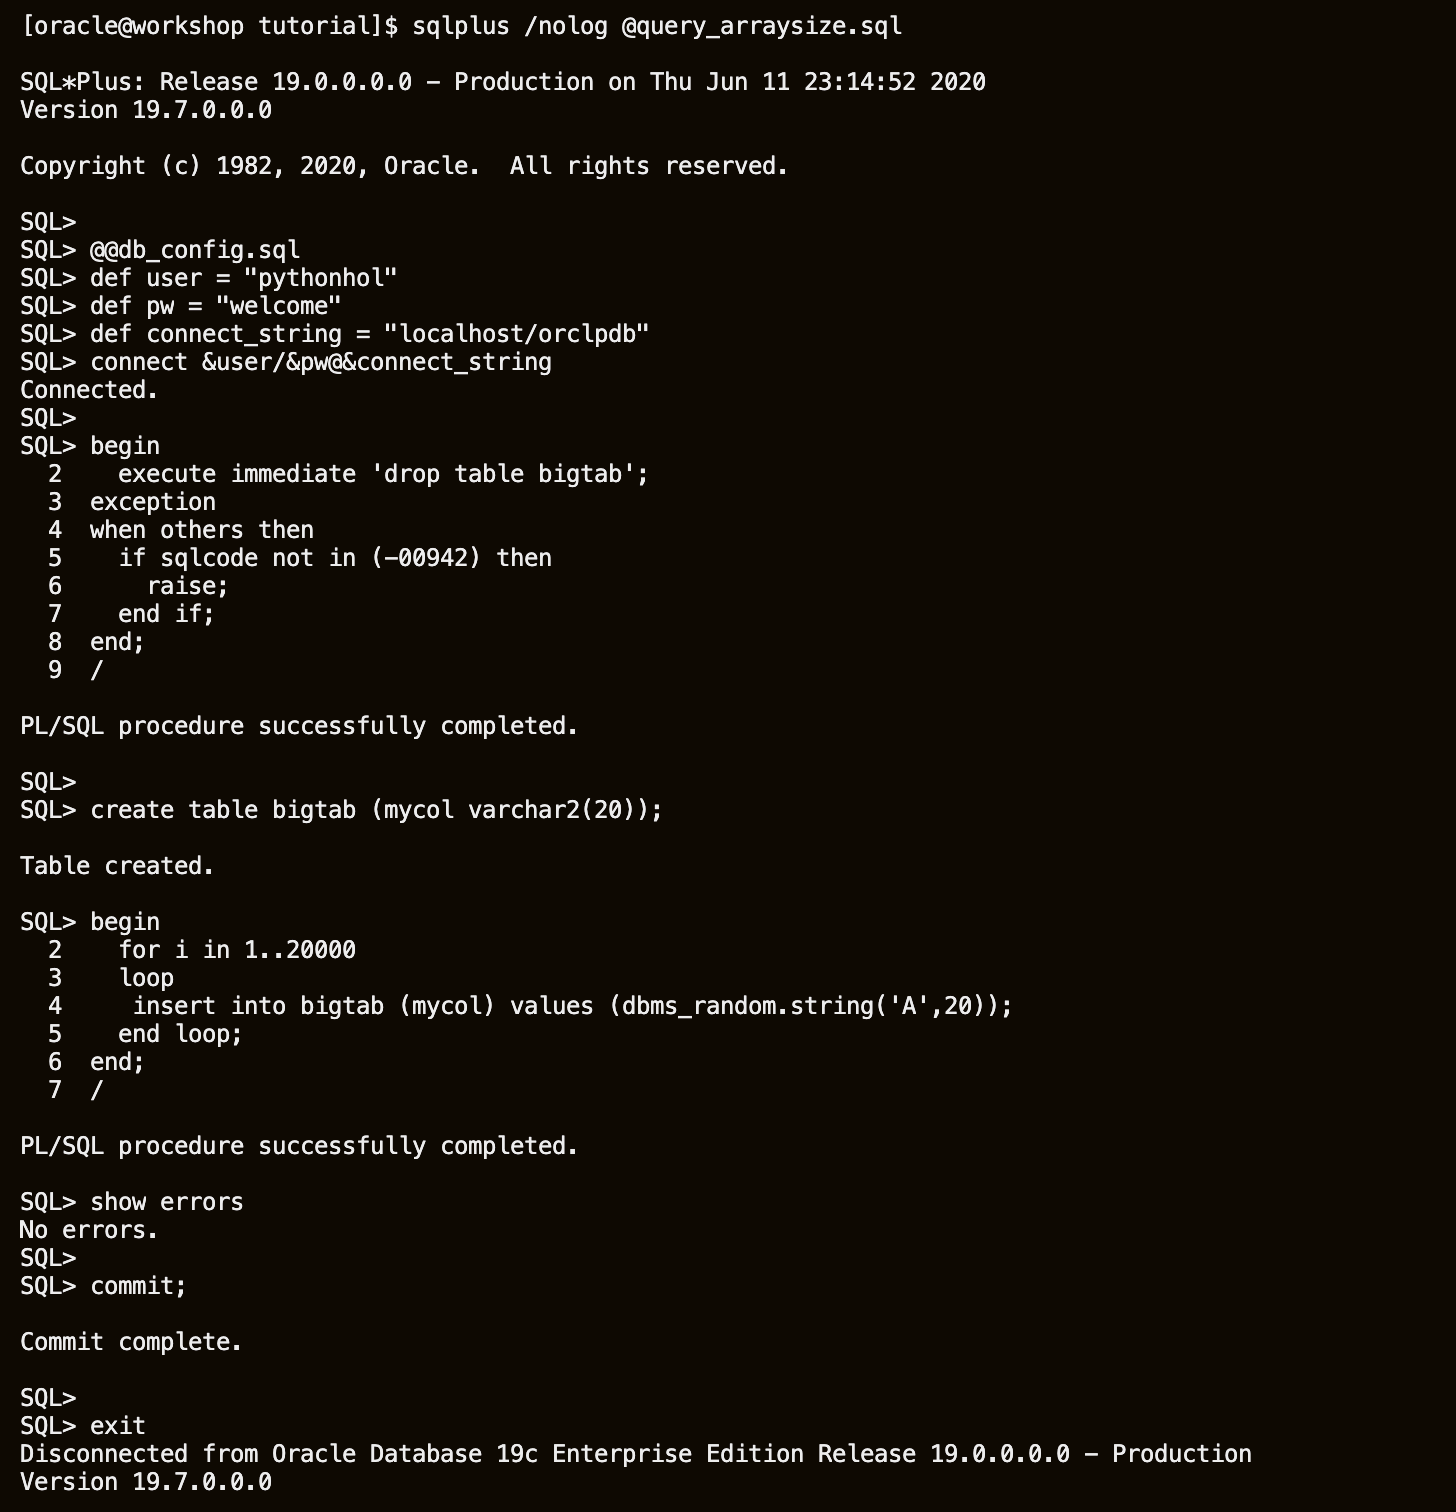 [oracle@workshop tutorial]$ sqlplus /nolog @query_arraysize.sql
SQL*Plus: Release 19.0.0.0.0 - Production on Thu Jun 11 23:14:52 2020
Version 19.7.0.0.0
Copyright (c) 1982, 2020, Oracle.  All rights reserved.
SQL>
SQL> @@db_config.sql
SQL> def user = "pythonhol"
SQL> def pw = "welcome"
SQL> def connect_string = "localhost/orclpdb"
SQL> connect &user/&pw@&connect_string
Connected.
SQL>
SQL> begin
  2    execute immediate 'drop table bigtab';
  3  exception
  4  when others then
  5    if sqlcode not in (-00942) then
  6      raise;
  7    end if;
  8  end;
  9  /
PL/SQL procedure successfully completed.
SQL>
SQL> create table bigtab (mycol varchar2(20));
Table created.
SQL> begin
  2    for i in 1..20000
  3    loop
  4     insert into bigtab (mycol) values (dbms_random.string('A',20));
  5    end loop;
  6  end;
  7  /
PL/SQL procedure successfully completed.
SQL> show errors
No errors.
SQL>
SQL> commit;
Commit complete.
SQL>
SQL> exit
Disconnected from Oracle Database 19c Enterprise Edition Release 19.0.0.0.0 - Production
Version 19.7.0.0.0